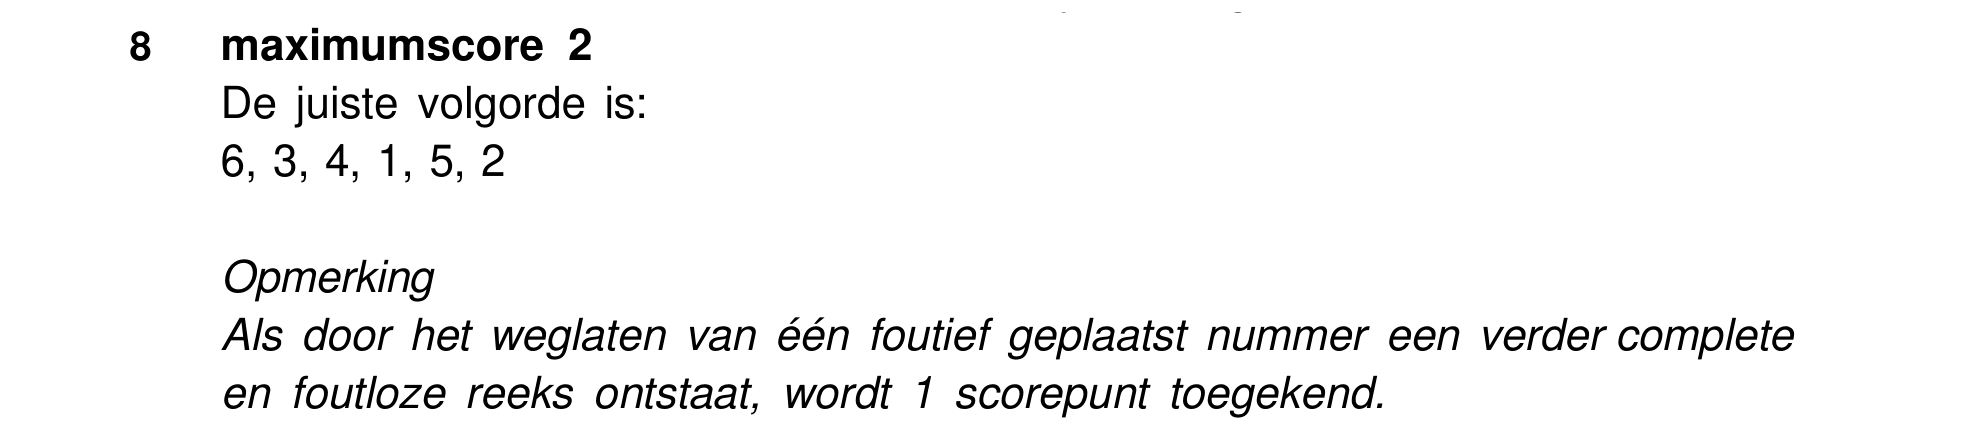 8 maximumscore 2
De juiste volgorde is:
6, 3, 4, 1, 5, 2
Opmerking
Als door het weglaten van één foutief geplaatst nummer een verder complete
en foutloze reeks ontstaat, wordt 1 scorepunt toegekend.